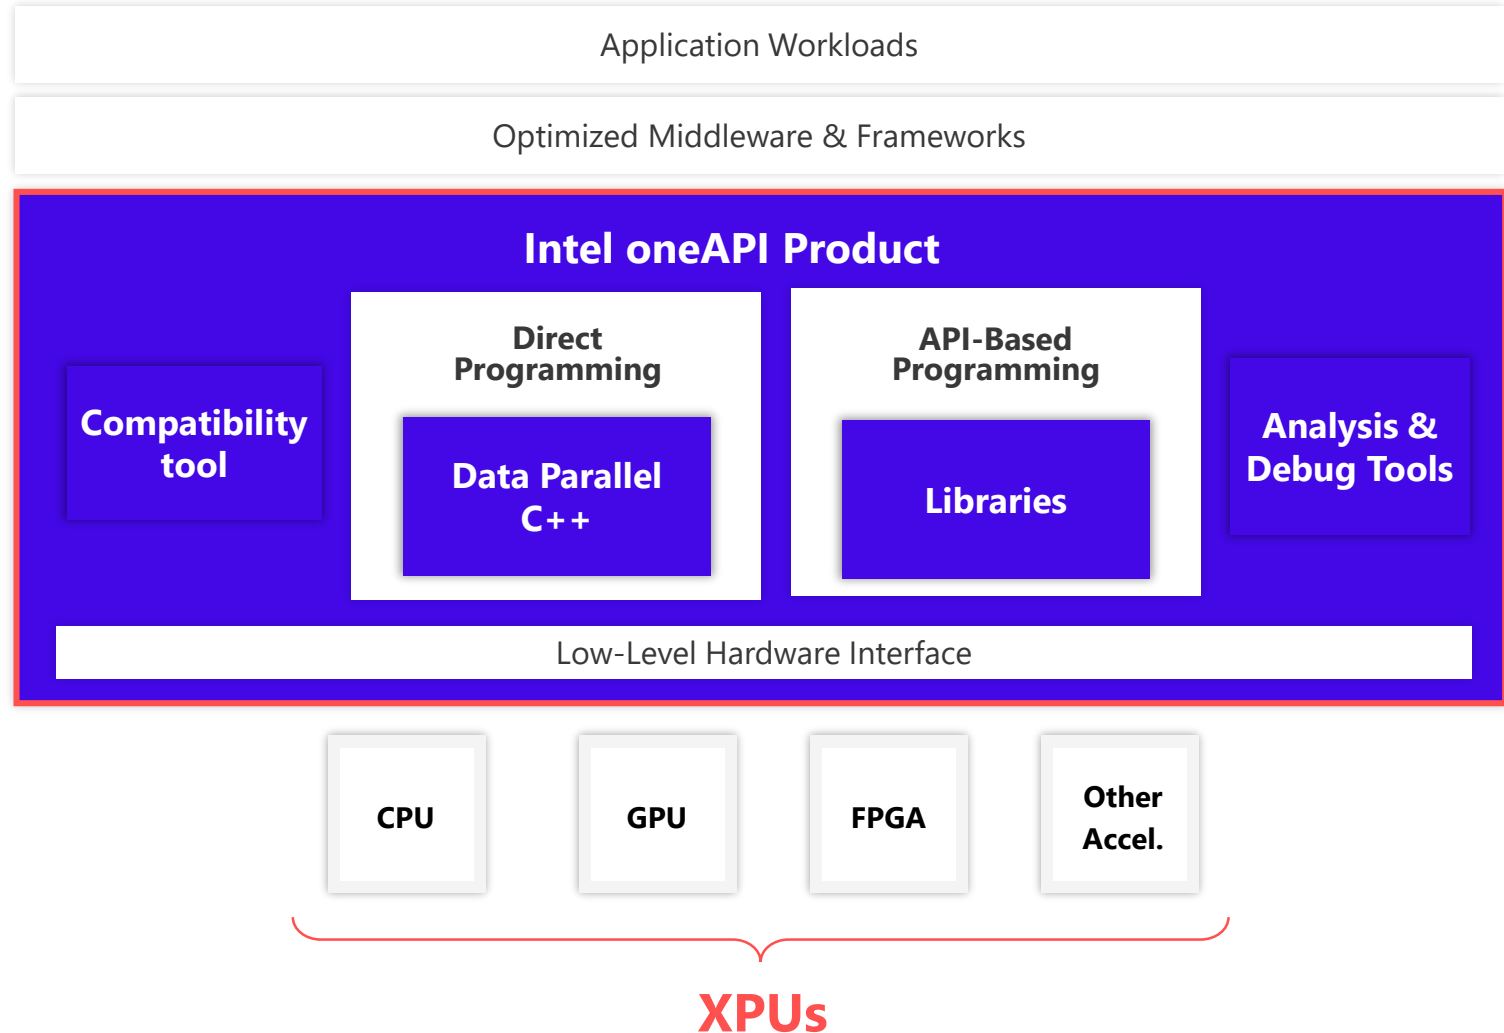 Application Workloads
Optimized Middleware & Frameworks
Intel oneAPI Product
Compatibility
tool
Direct
Programming
Data Parallel
C++
API-Based
Programming
Libraries
Analysis &
Debug Tools
Low-Level Hardware Interface
CPU
GPU
FPGA
Other
Accel.
XPUs